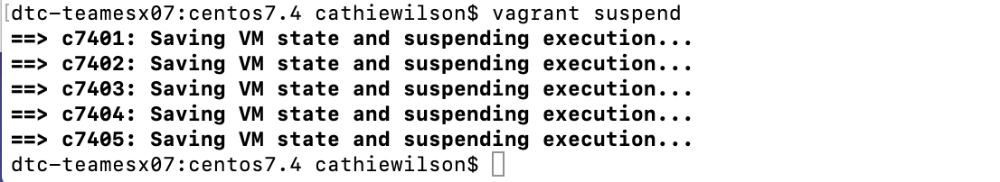 [dtc-teamesx07:centos7.4 cathiewilson$ vagrant suspend
==> c7401: Saving VM state and suspending execution...
==> c7402: Saving VM state and suspending execution...
==> c7403: Saving VM state and suspending execution...
==> c7404: Saving VM state and suspending execution...
==> c7405: Saving VM state and suspending execution...
dtc-teamesx07:centos7.4 cathiewilson$